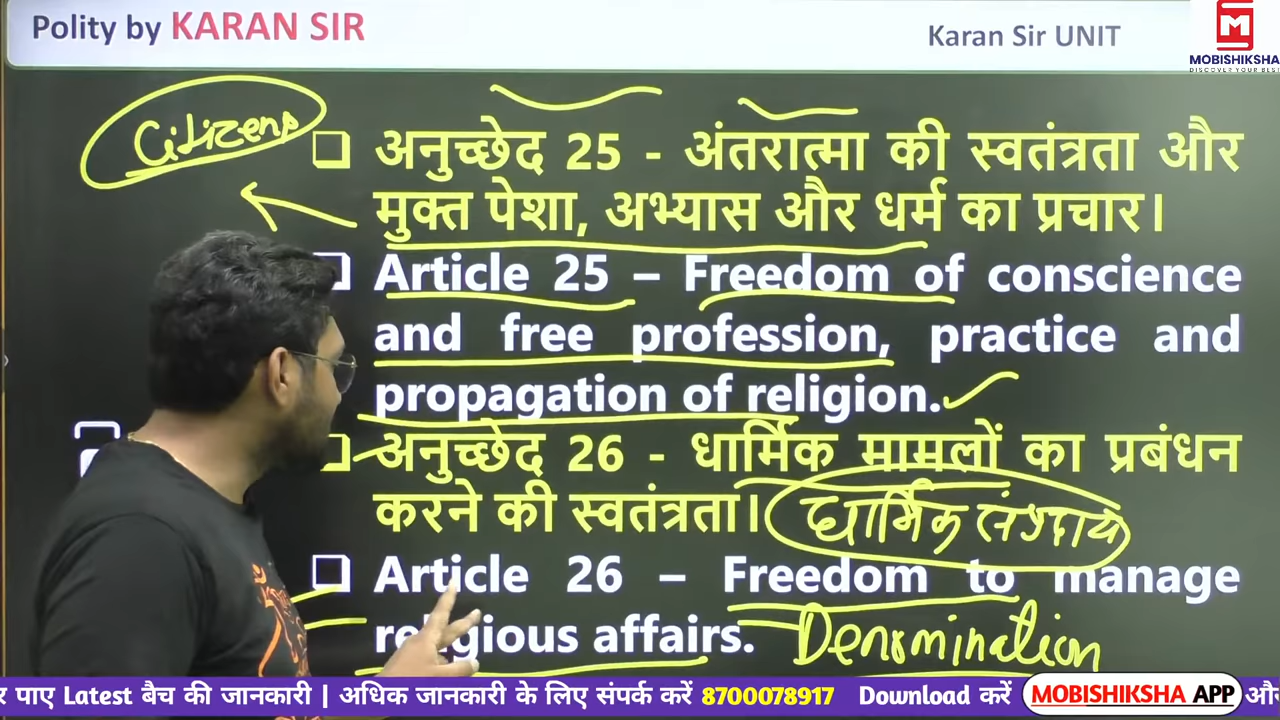 Polity by KARAN SIR
Karan Sir UNIT
MOBISHIKSHA
DISCOVER YOUR BEST
Citizens
अनुच्छेद 25 - अंतरात्मा की स्वतंत्रता और
मुक्त पेशा, अभ्यास और धर्म का प्रचार।
Article 25 – Freedom of conscience
and free profession, practice and
propagation of religion.
अनुच्छेद 26 - धार्मिक मामलों का प्रबंधन
करने की स्वतंत्रता।
धार्मिक संप्रदाय
Article 26 – Freedom to manage
religious affairs.
Denomination
र पाए Latest बैच की जानकारी | अधिक जानकारी के लिए संपर्क करें 8700078917 Download करें MOBISHIKSHA APP औ